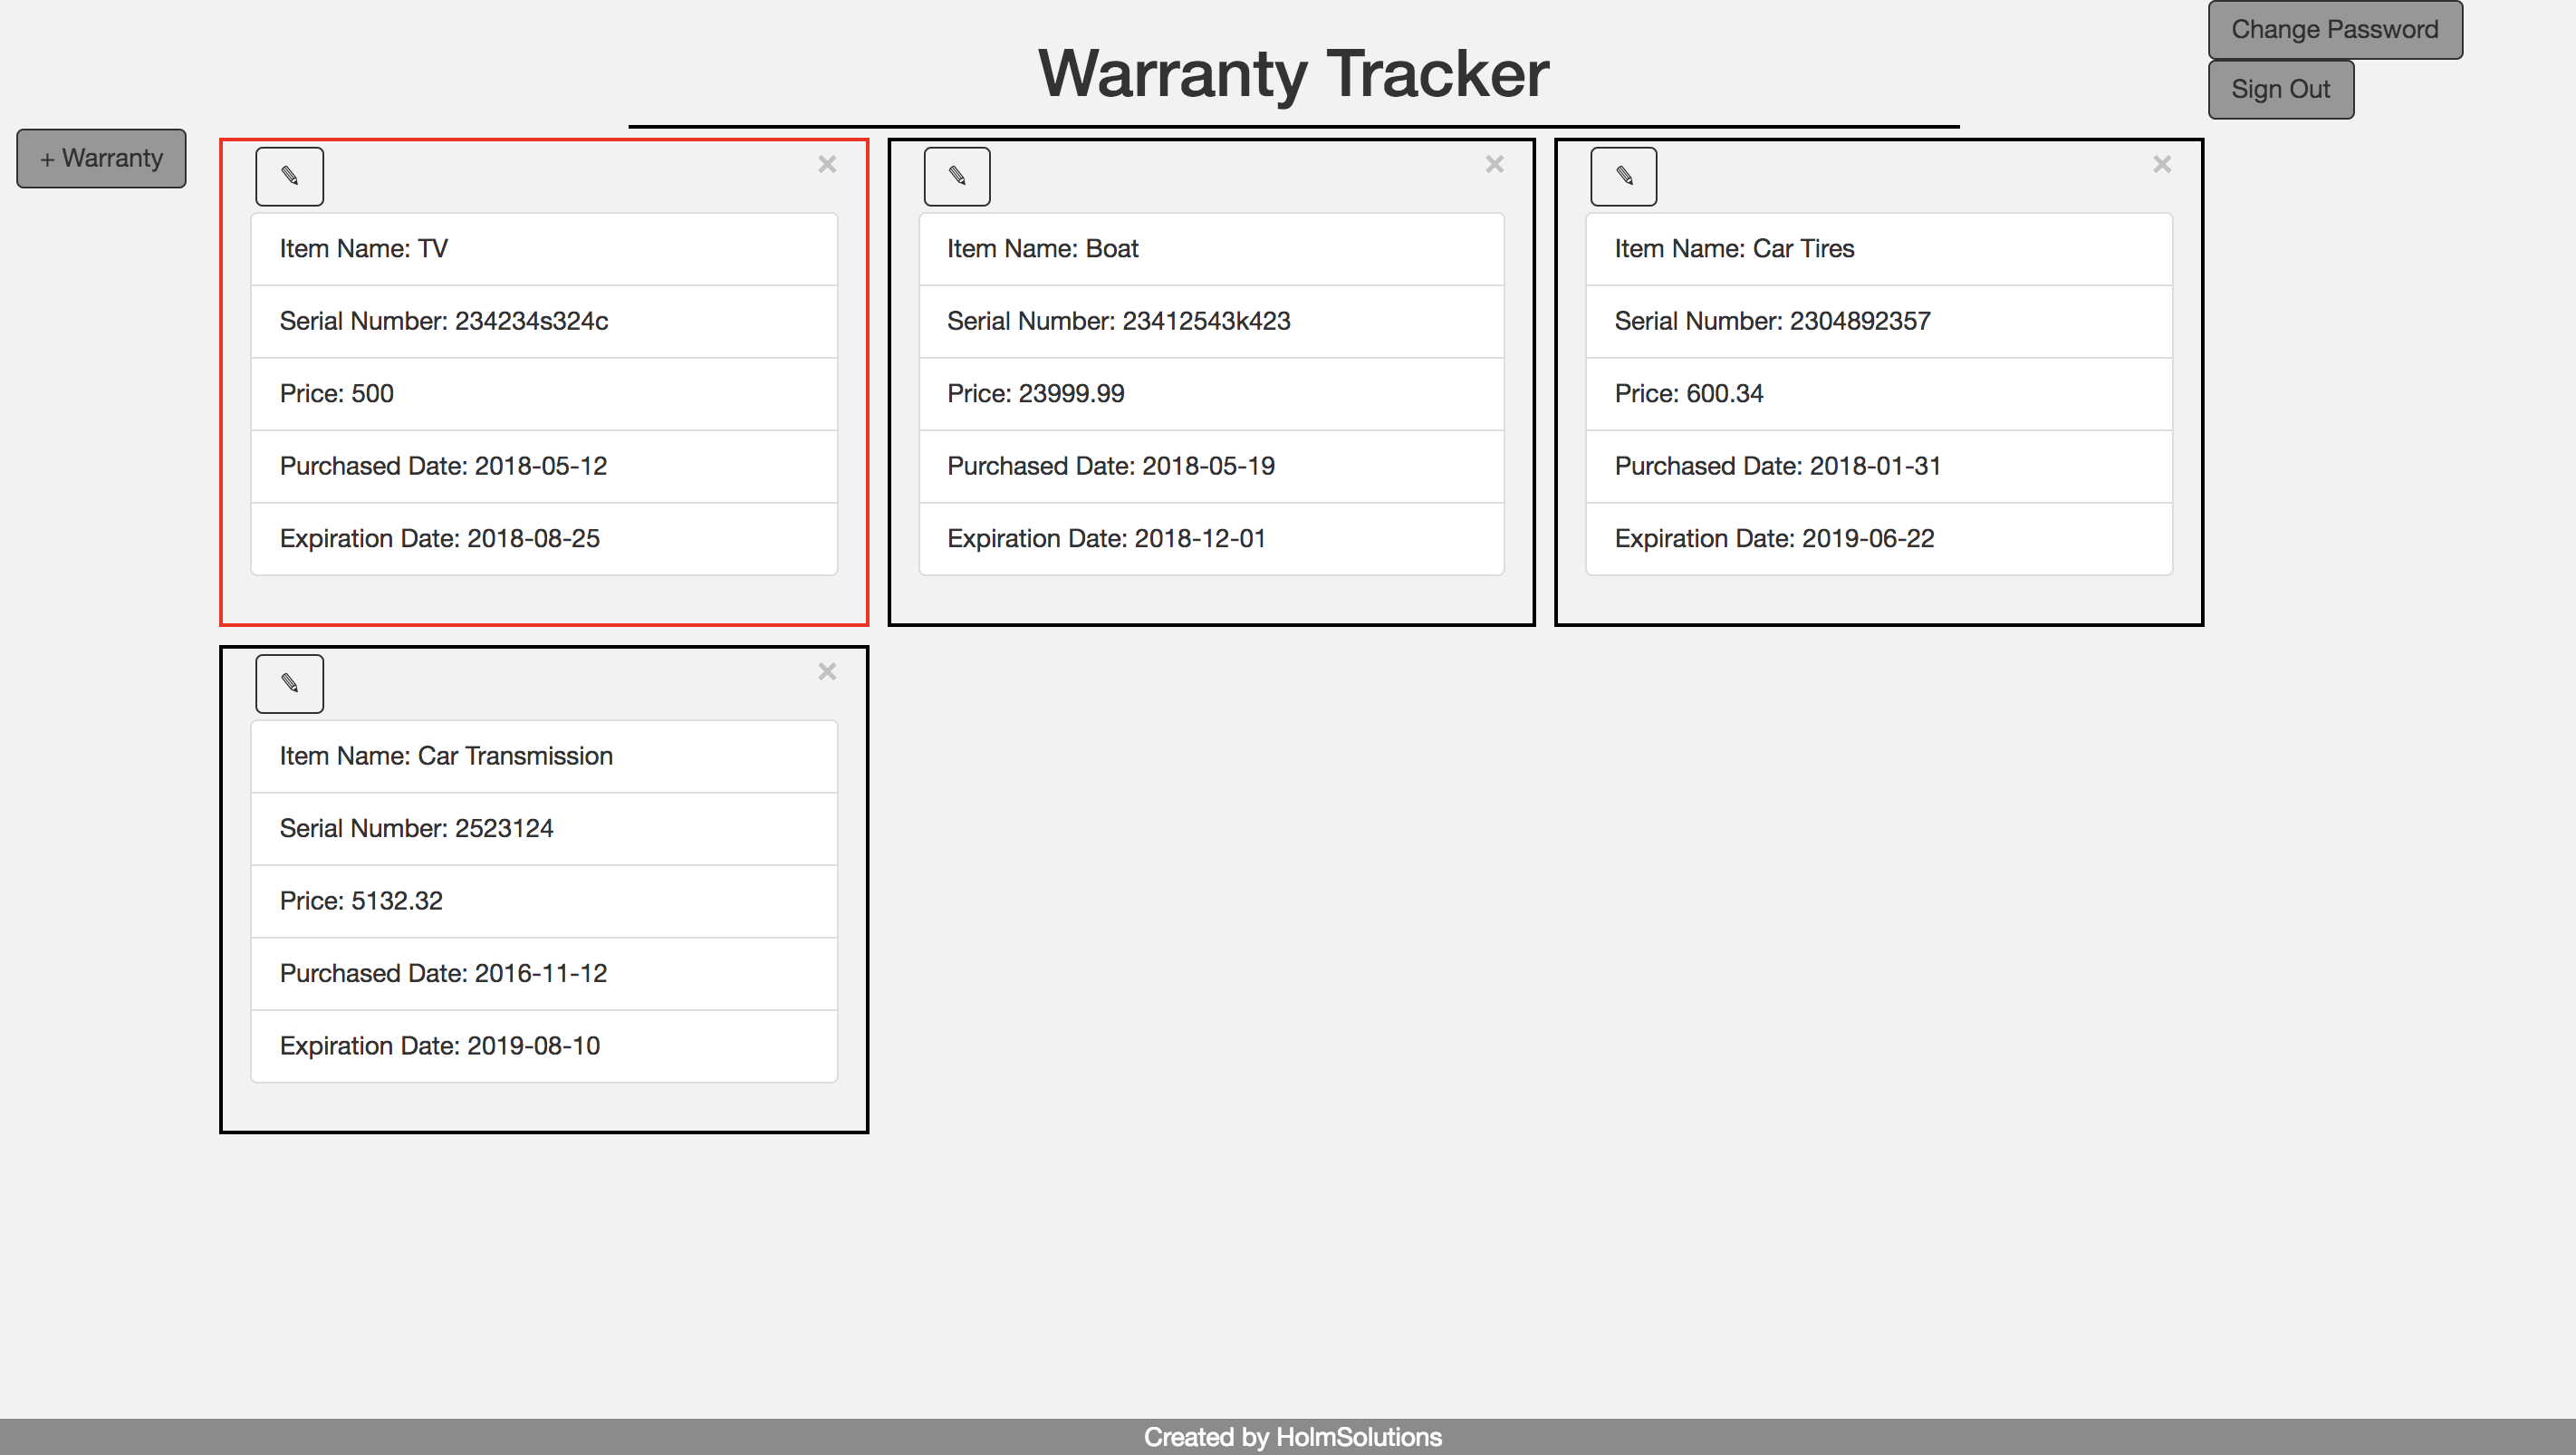 Change Password
Warranty Tracker
Sign Out
+ Warranty
✎ ×
Item Name: TV
Serial Number: 234234s324c
Price: 500
Purchased Date: 2018-05-12
Expiration Date: 2018-08-25
✎ ×
Item Name: Boat
Serial Number: 23412543k423
Price: 23999.99
Purchased Date: 2018-05-19
Expiration Date: 2018-12-01
✎ ×
Item Name: Car Tires
Serial Number: 2304892357
Price: 600.34
Purchased Date: 2018-01-31
Expiration Date: 2019-06-22
✎ ×
Item Name: Car Transmission
Serial Number: 2523124
Price: 5132.32
Purchased Date: 2016-11-12
Expiration Date: 2019-08-10
Created by HolmSolutions